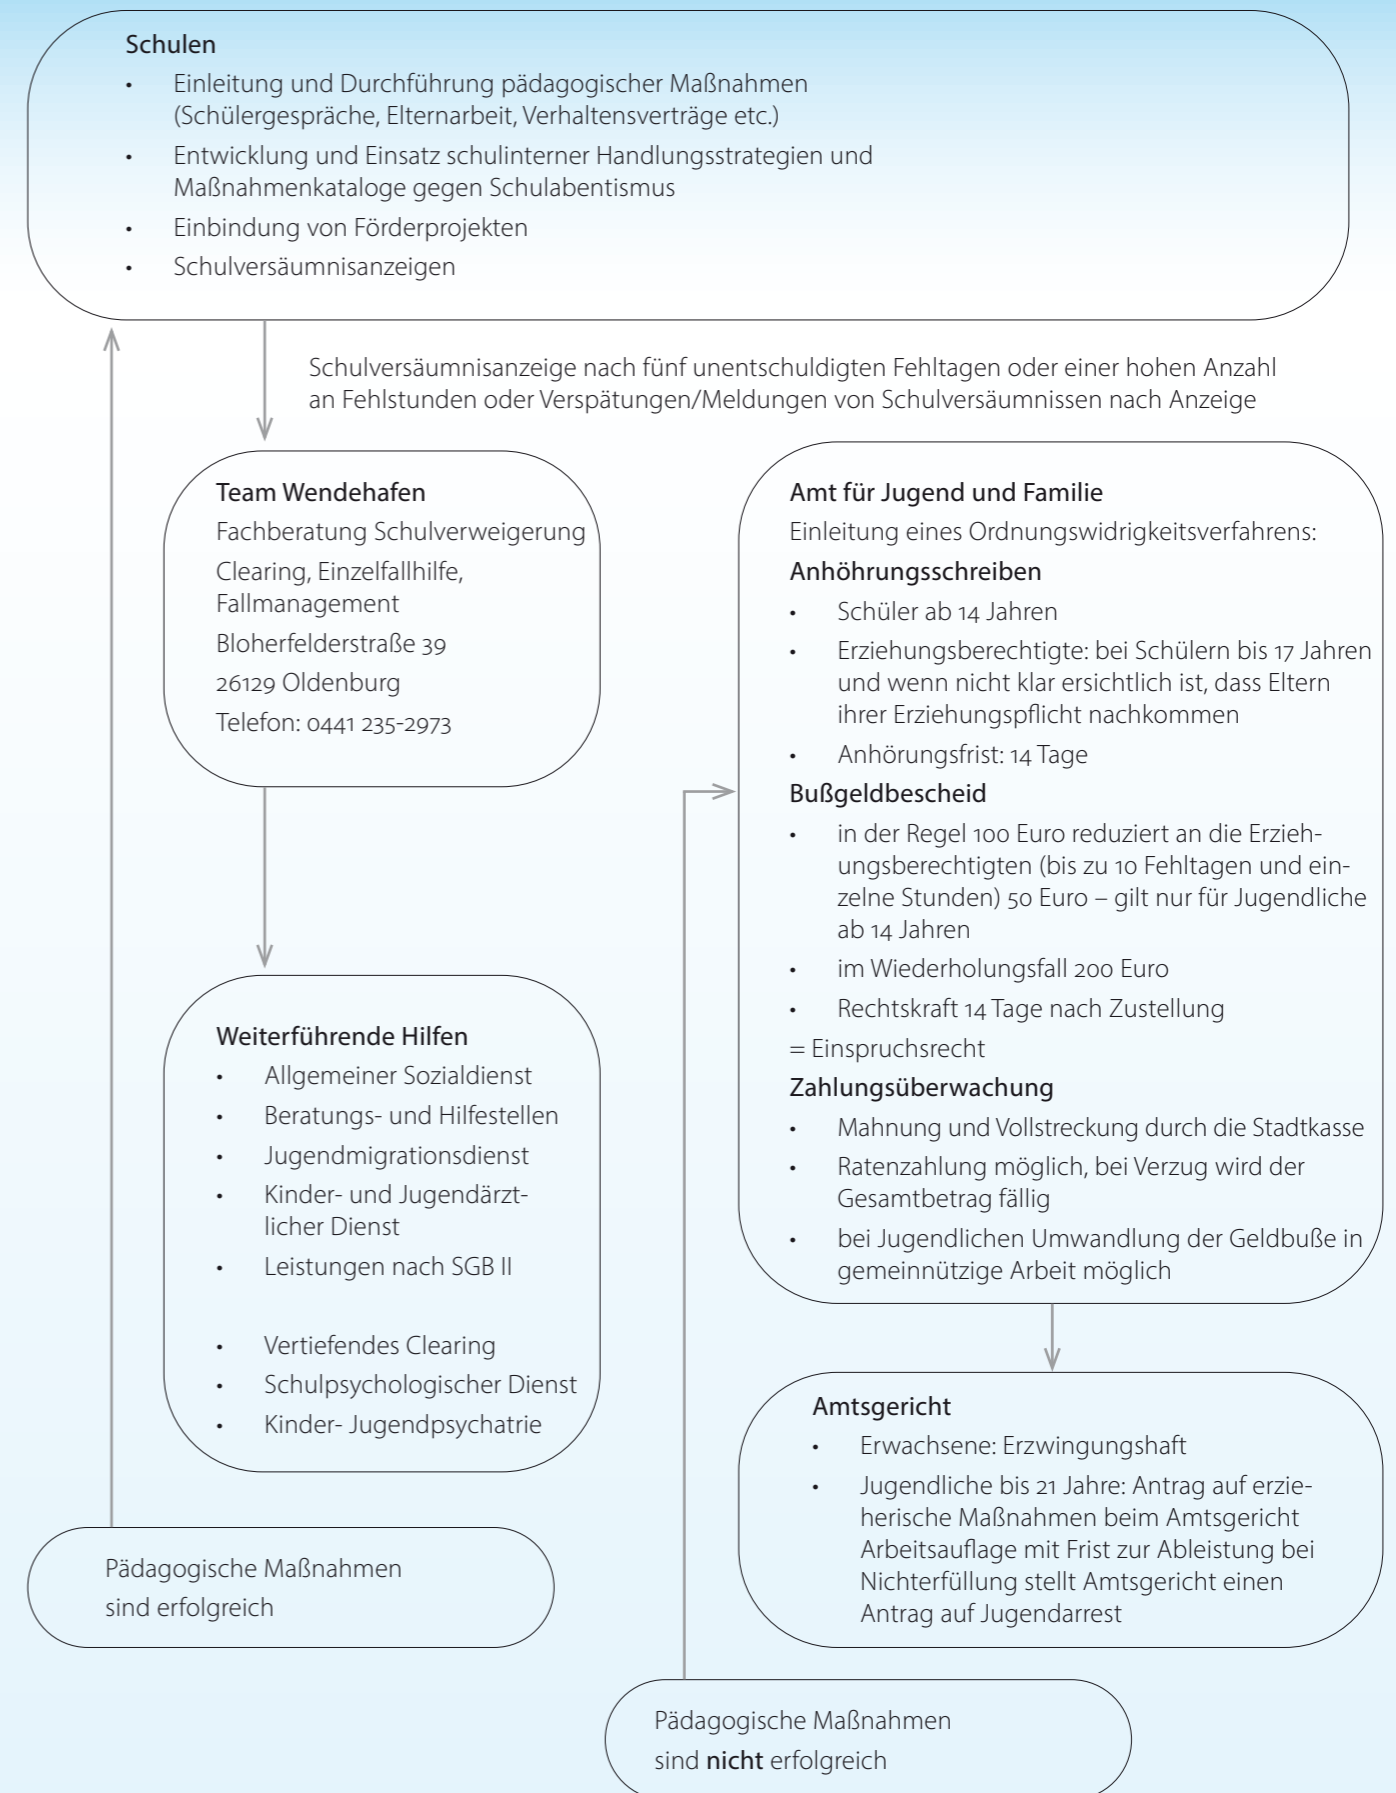 Schulen
• Einleitung und Durchführung pädagogischer Maßnahmen
(Schülergespräche, Elternarbeit, Verhaltensverträge etc.)
• Entwicklung und Einsatz schulinterner Handlungsstrategien und
Maßnahmenkataloge gegen Schulabentismus
• Einbindung von Förderprojekten
• Schulversäumnisanzeigen
Schulversäumnisanzeige nach fünf unentschuldigten Fehltagen oder einer hohen Anzahl
an Fehlstunden oder Verspätungen/Meldungen von Schulversäumnissen nach Anzeige
Team Wendehafen
Fachberatung Schulverweigerung
Clearing, Einzelfallhilfe,
Fallmanagement
Bloherfelderstraße 39
26129 Oldenburg
Telefon: 0441 235-2973
Weiterführende Hilfen
• Allgemeiner Sozialdienst
• Beratungs- und Hilfestellen
• Jugendmigrationsdienst
• Kinder- und Jugendärzt-
licher Dienst
• Leistungen nach SGB II
• Vertiefendes Clearing
• Schulpsychologischer Dienst
• Kinder- Jugendpsychatrie
Pädagogische Maßnahmen
sind erfolgreich
Amt für Jugend und Familie
Einleitung eines Ordnungswidrigkeitsverfahrens:
Anhöhrungsschreiben
• Schüler ab 14 Jahren
• Erziehungsberechtigte: bei Schülern bis 17 Jahren
und wenn nicht klar ersichtlich ist, dass Eltern
ihrer Erziehungspflicht nachkommen
• Anhörungsfrist: 14 Tage
Bußgeldbescheid
• in der Regel 100 Euro reduziert an die Erzieh-
ungsberechtigten (bis zu 10 Fehltagen und ein-
zelne Stunden) 50 Euro – gilt nur für Jugendliche
ab 14 Jahren
• im Wiederholungsfall 200 Euro
• Rechtskraft 14 Tage nach Zustellung
= Einspruchsrecht
Zahlungsüberwachung
• Mahnung und Vollstreckung durch die Stadtkasse
• Ratenzahlung möglich, bei Verzug wird der
Gesamtbetrag fällig
• bei Jugendlichen Umwandlung der Geldbuße in
gemeinnützige Arbeit möglich
Amtsgericht
• Erwachsene: Erzwingungshaft
• Jugendliche bis 21 Jahre: Antrag auf erzie-
herische Maßnahmen beim Amtsgericht
Arbeitsauflage mit Frist zur Ableistung bei
Nichterfüllung stellt Amtsgericht einen
Antrag auf Jugendarrest
Pädagogische Maßnahmen
sind nicht erfolgreich